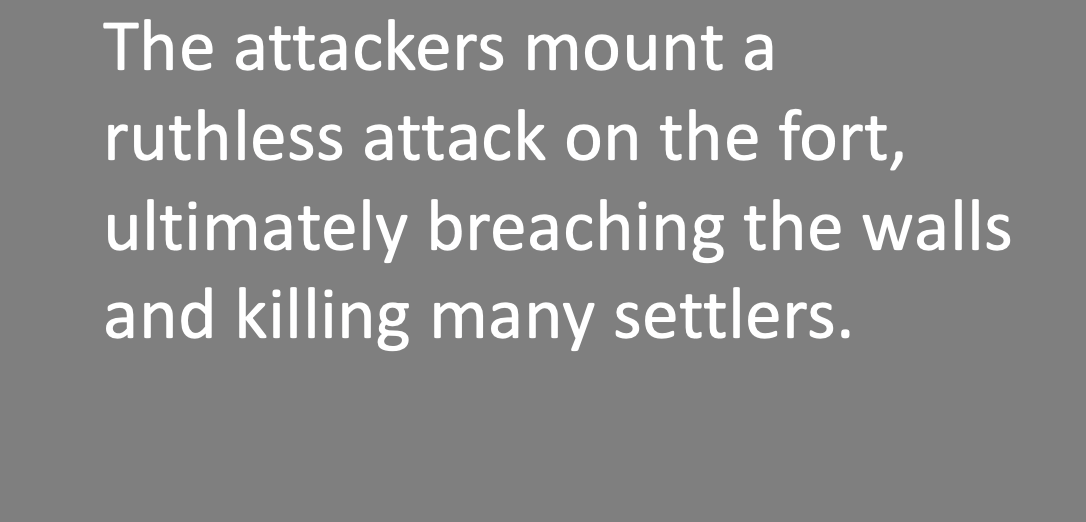 The attackers mount a
ruthless attack on the fort,
ultimately breaching the walls
and killing many settlers.